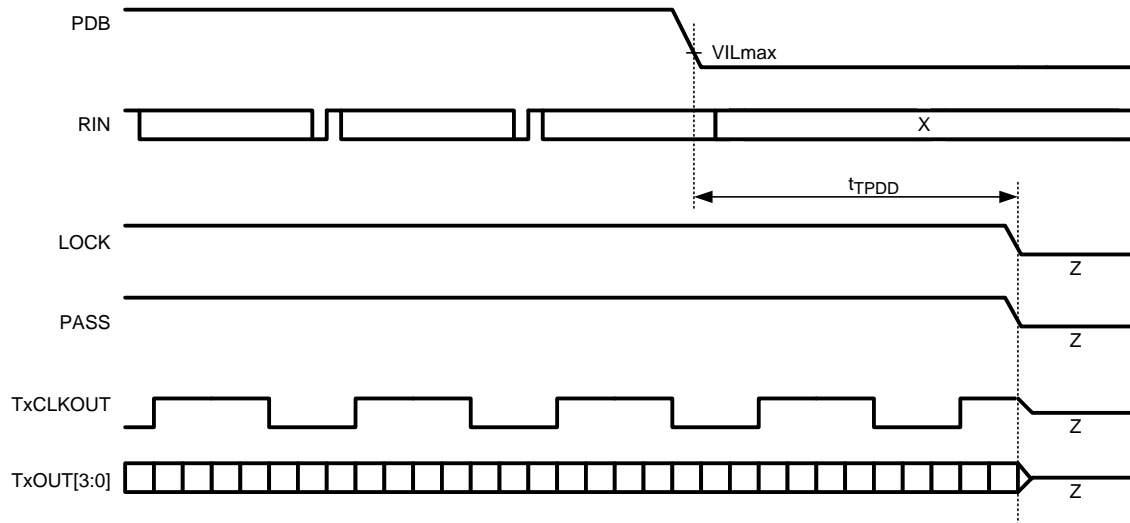 PDB
VILmax
RIN
X
tTPDD
LOCK
Z
PASS
Z
TxCLKOUT
Z
TxOUT[3:0]
Z